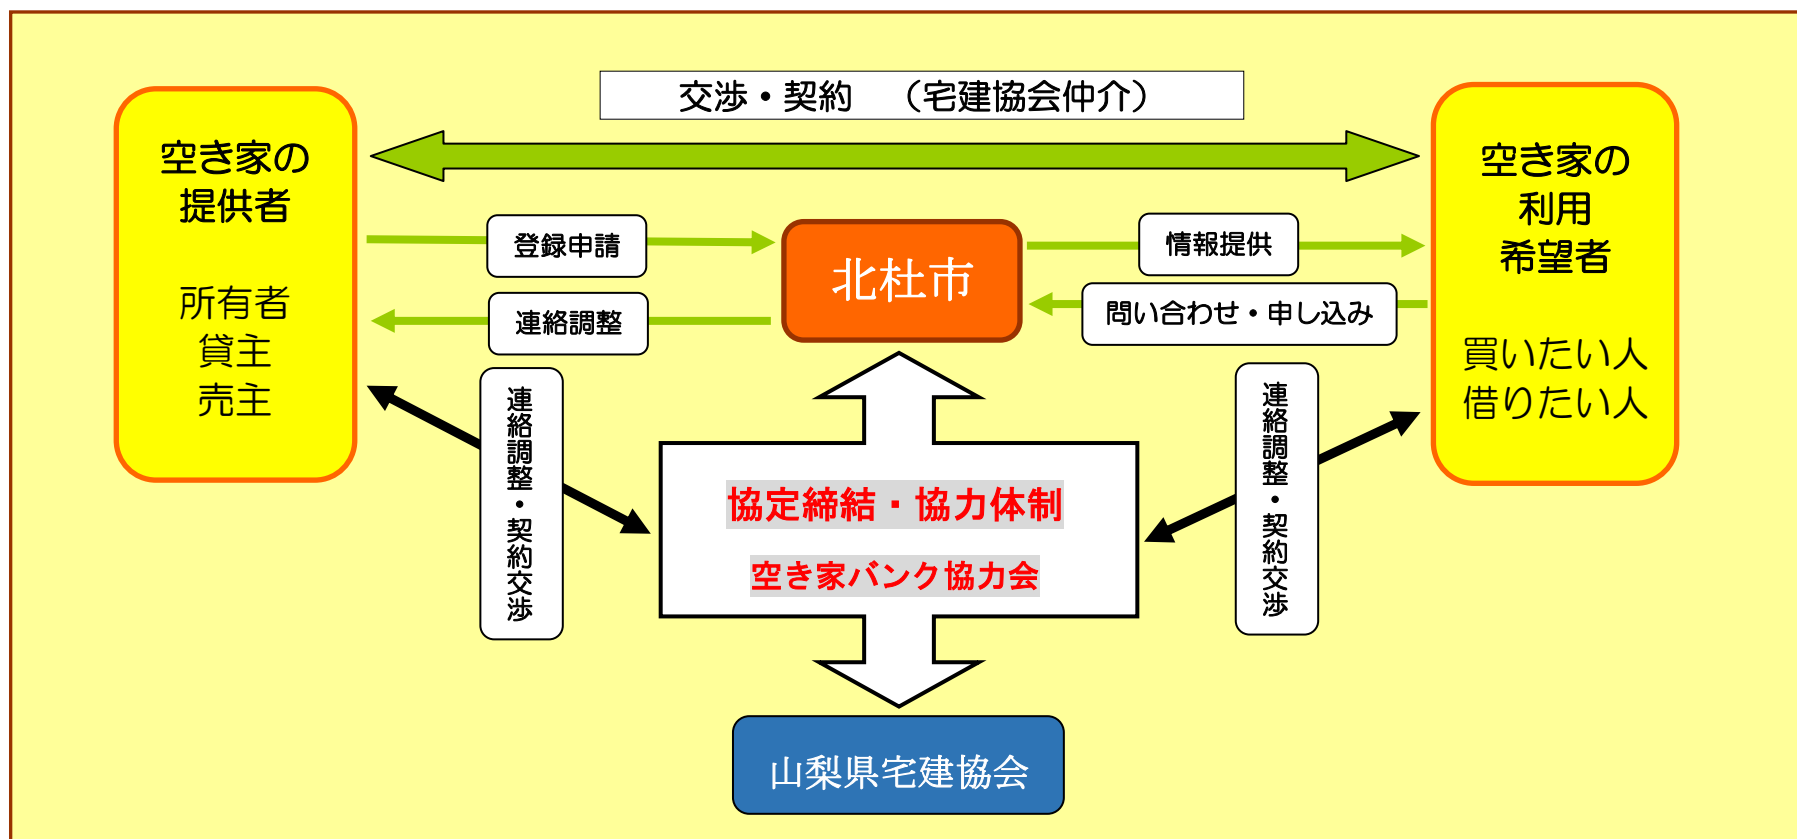 交渉・契約　（宅建協会仲介）
空き家の
提供者
所有者
貸主
売主
登録申請
連絡調整
北杜市
情報提供
問い合わせ・申し込み
空き家の
利用
希望者
買いたい人
借りたい人
連絡調整・契約交渉
協定締結・協力体制
空き家バンク協力会
連絡調整・契約交渉
山梨県宅建協会